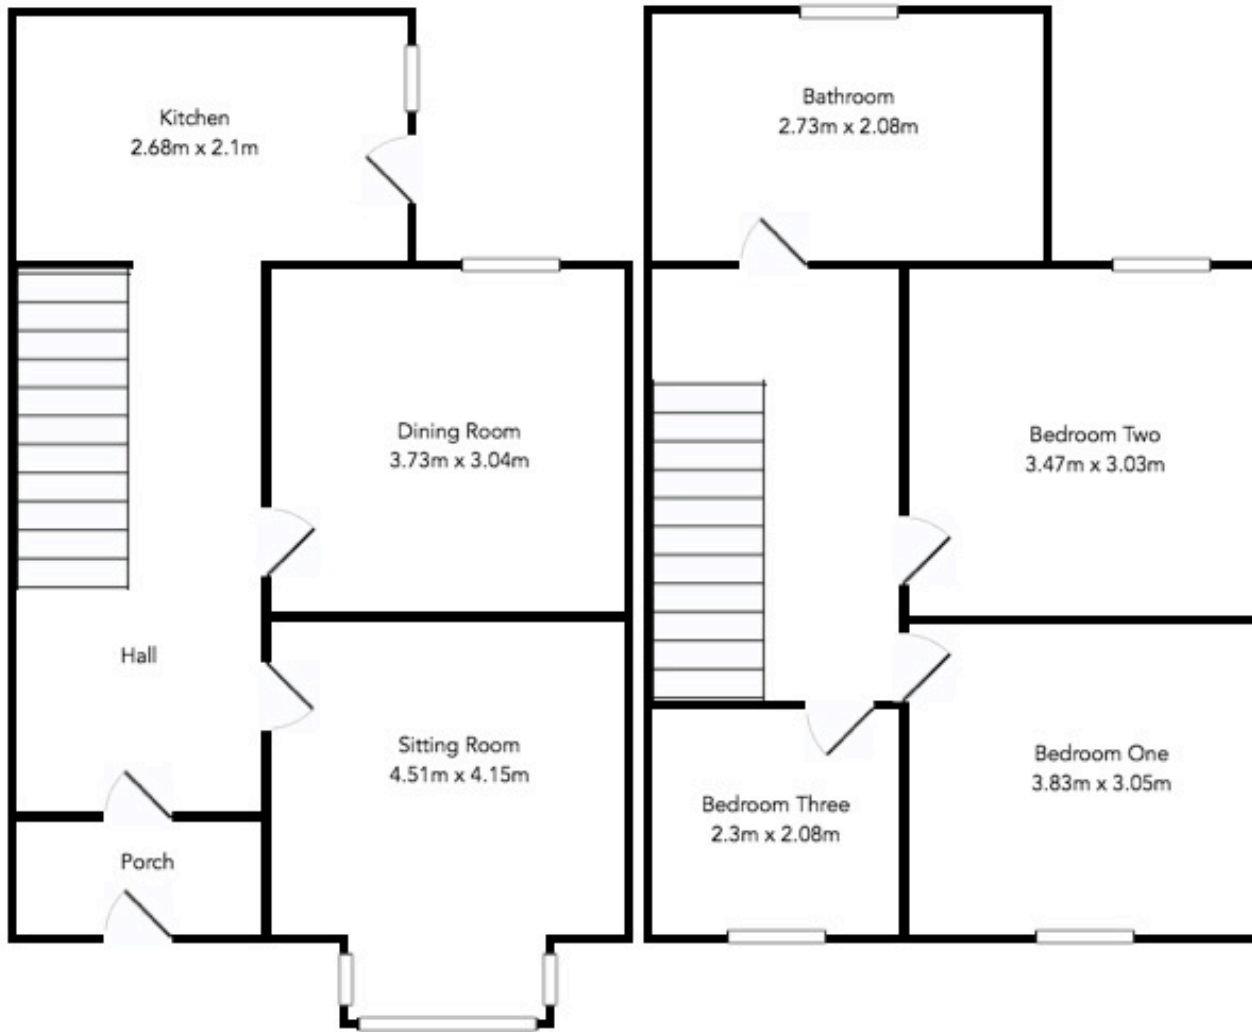 Kitchen
2.68m x 2.1m
Dining Room
3.73m x 3.04m
Hall
Sitting Room
4.51m x 4.15m
Porch
Bathroom
2.73m x 2.08m
Bedroom Two
3.47m x 3.03m
Bedroom One
3.83m x 3.05m
Bedroom Three
2.3m x 2.08m